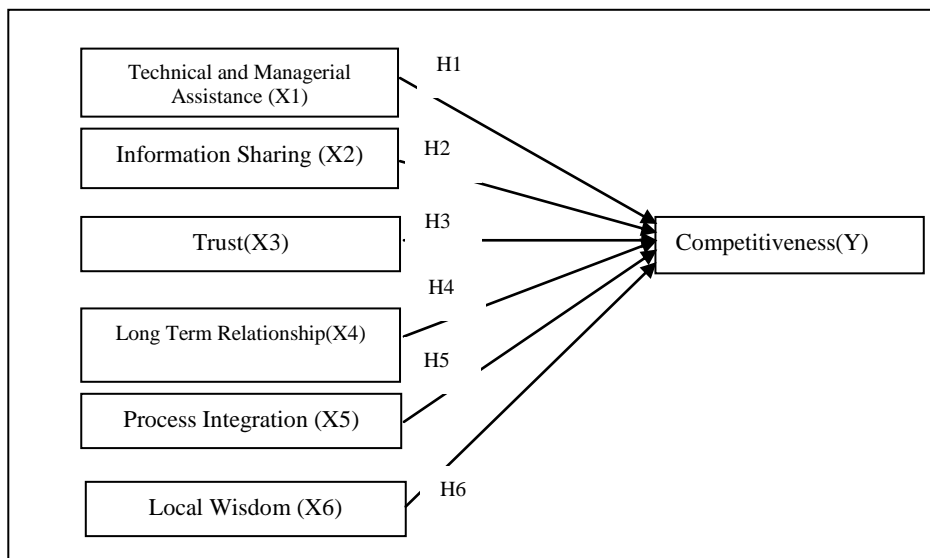 Technical and Managerial
Assistance (X1)
H1
Information Sharing (X2)
H2
Trust(X3)
H3
Competitiveness(Y)
H4
Long Term Relationship(X4)
H5
Process Integration (X5)
H6
Local Wisdom (X6)